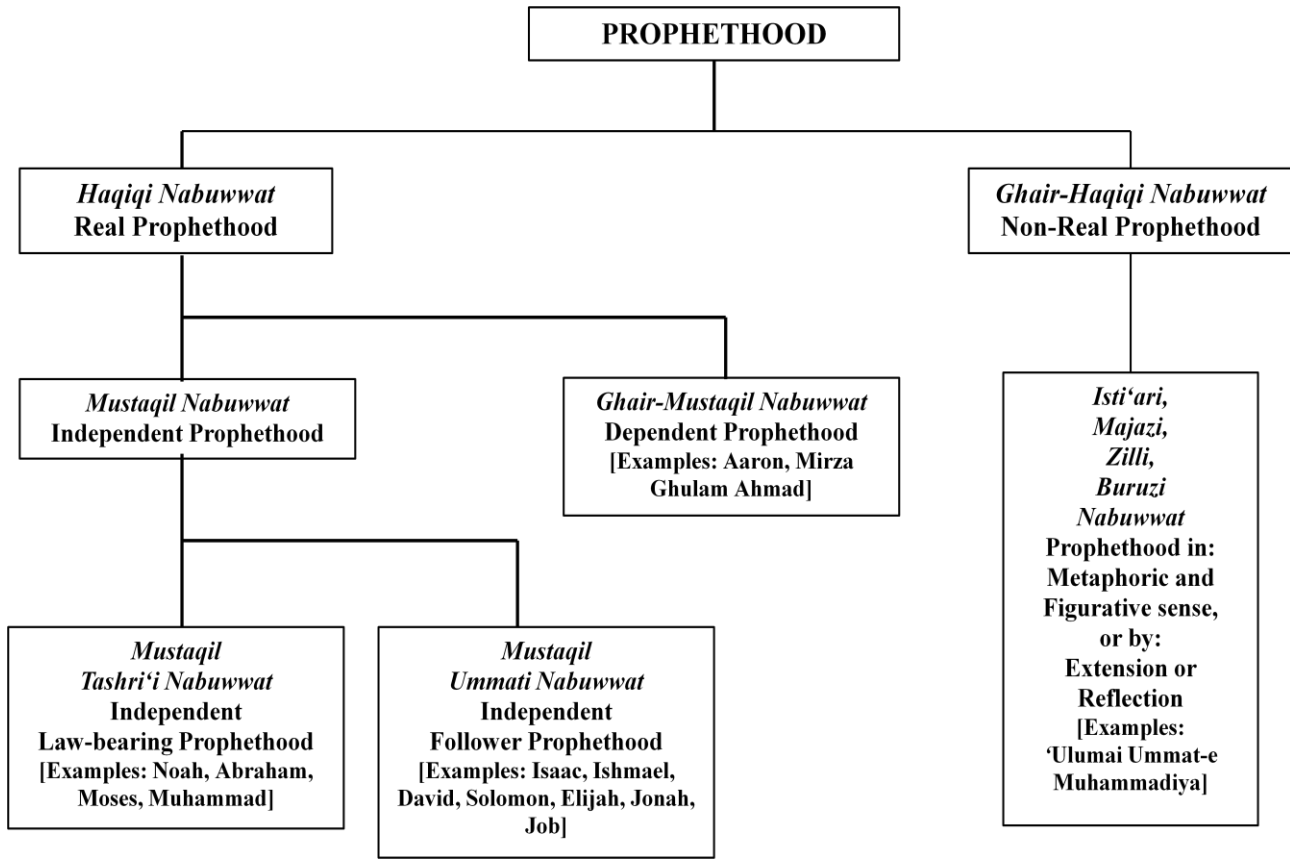 PROPHETHOOD
Haqiqi Nabuwwat
Real Prophethood
Ghair-Haqiqi Nabuwwat
Non-Real Prophethood
Mustaqil Nabuwwat
Independent Prophethood
Ghair-Mustaqil Nabuwwat
Dependent Prophethood
[Examples: Aaron, Mirza
Ghulam Ahmad]
Isti‘ari,
Majazi,
Zilli,
Buruzi
Nabuwwat
Prophethood in:
Metaphoric and
Figurative sense,
or by:
Extension or
Reflection
[Examples:
‘Ulumai Ummat-e
Muhammadiya]
Mustaqil
Tashri‘i Nabuwwat
Independent
Law-bearing Prophethood
[Examples: Noah, Abraham,
Moses, Muhammad]
Mustaqil
Ummati Nabuwwat
Independent
Follower Prophethood
[Examples: Isaac, Ishmael,
David, Solomon, Elijah, Jonah,
Job]